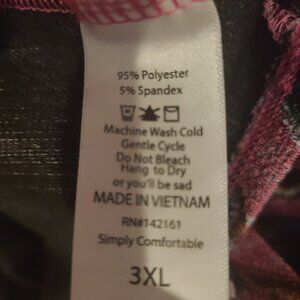 95% Polyester
5% Spandex
Machine Wash Cold
Gentle Cycle
Do Not Bleach
Hang to Dry
or you'll be sad
MADE IN VIETNAM
RN#142161
Simply Comfortable
3XL